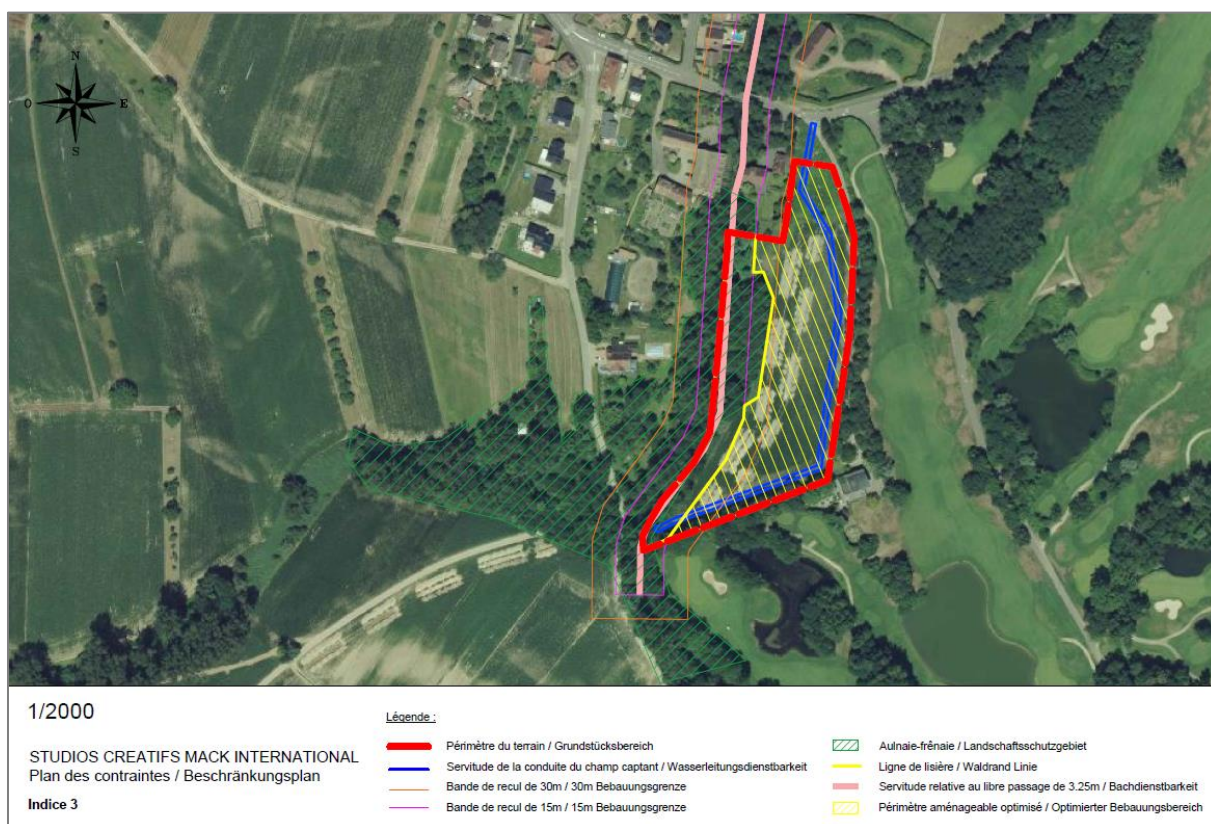 N
O
E
S
1/2000
STUDIOS CREATIFS MACK INTERNATIONAL
Plan des contraintes / Beschränkungsplan
Indice 3
Légende :
Périmètre du terrain / Grundstücksbereich
Servitude de la conduite du champ captant / Wasserleitungsdienstbarkeit
Bande de recul de 30m / 30m Bebauungsgrenze
Bande de recul de 15m / 15m Bebauungsgrenze
Aulnaie-frênaie / Landschaftsschutzgebiet
Ligne de lisière / Waldrand Linie
Servitude relative au libre passage de 3.25m / Bachdienstbarkeit
Périmètre aménageable optimisé / Optimierter Bebauungsbereich